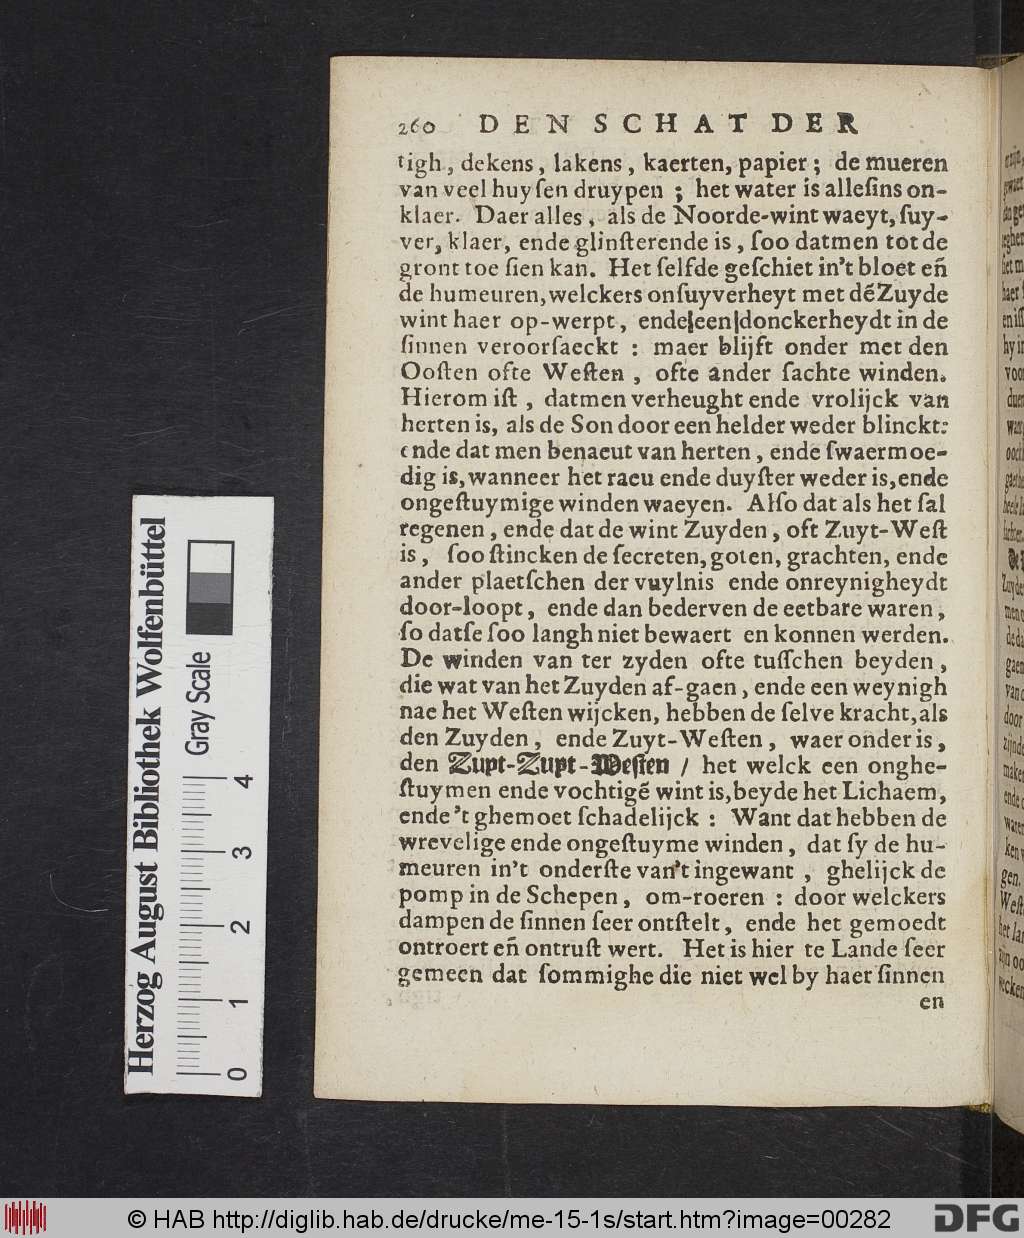 260 DEN SCHAT DER
tigh, dekens, lakens, kaerten, papier; de mueren
van veel huyſen druypen; het water is alleſins on-
klaer. Daer alles, als de Noorde-wint waeyt, ſuy-
ver, klaer, ende glinſterende is, ſoo datmen tot de
gront toe ſien kan. Het ſelfde geſchiet in't bloet en̄
de humeuren, welckers onſuyverheyt met dē Zuyde
wint haer op-werpt, ende een donckerheydt in de
ſinnen veroorſaeckt : maer blijft onder met den
Ooſten ofte Weſten, ofte ander ſachte winden.
Hierom iſt, datmen verheught ende vrolijck van
herten is, als de Son door een helder weder blinckt:
ende dat men benaeut van herten, ende ſwaermoe-
dig is, wanneer het raeu ende duyſter weder is, ende
ongeſtuymige winden waeyen. Alſo dat als het ſal
regenen, ende dat de wint Zuyden, oft Zuyt-Weſt
is, ſoo ſtincken de ſecreten, goten, grachten, ende
ander plaetſchen der vuylnis ende onreynigheydt
door-loopt, ende dan bederven de eetbare waren,
ſo datſe ſoo langh niet bewaert en konnen werden.
De winden van ter zyden ofte tuſſchen beyden,
die wat van het Zuyden af-gaen, ende een weynigh
nae het Weſten wijcken, hebben de ſelve kracht, als
den Zuyden, ende Zuyt-Weſten, waer onder is,
den Zuyt-Zuyt-Weſten / het welck een onghe-
ſtuymen ende vochtigē wint is, beyde het Lichaem,
ende 't ghemoet ſchadelijck : Want dat hebben de
wrevelige ende ongeſtuyme winden, dat ſy de hu-
meuren in't onderſte van't ingewant, ghelijck de
pomp in de Schepen, om-roeren : door welckers
dampen de ſinnen ſeer ontſtelt, ende het gemoedt
ontroert en̄ ontruſt wert. Het is hier te Lande ſeer
gemeen dat ſommighe die niet wel by haer ſinnen
en
Herzog August Bibliothek Wolfenbüttel
Gray Scale
0 1 2 3 4
© HAB http://diglib.hab.de/drucke/me-15-1s/start.htm?image=00282
DFG